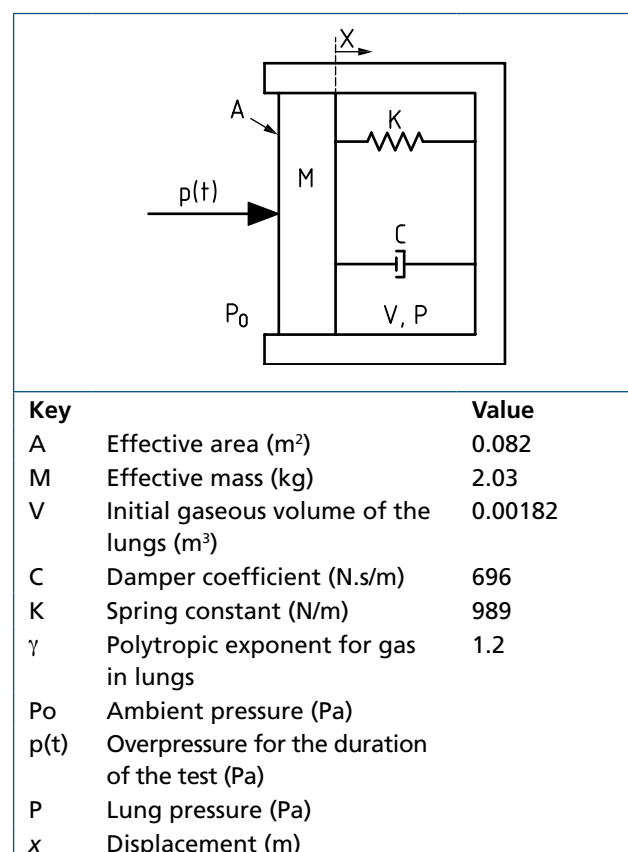 X
A
K
M
p(t)
C
P0
V, P
Key Value
A Effective area (m²) 0.082
M Effective mass (kg) 2.03
V Initial gaseous volume of the 0.00182
lungs (m³)
C Damper coefficient (N.s/m) 696
K Spring constant (N/m) 989
γ Polytropic exponent for gas 1.2
in lungs
Po Ambient pressure (Pa)
p(t) Overpressure for the duration
of the test (Pa)
P Lung pressure (Pa)
x Displacement (m)